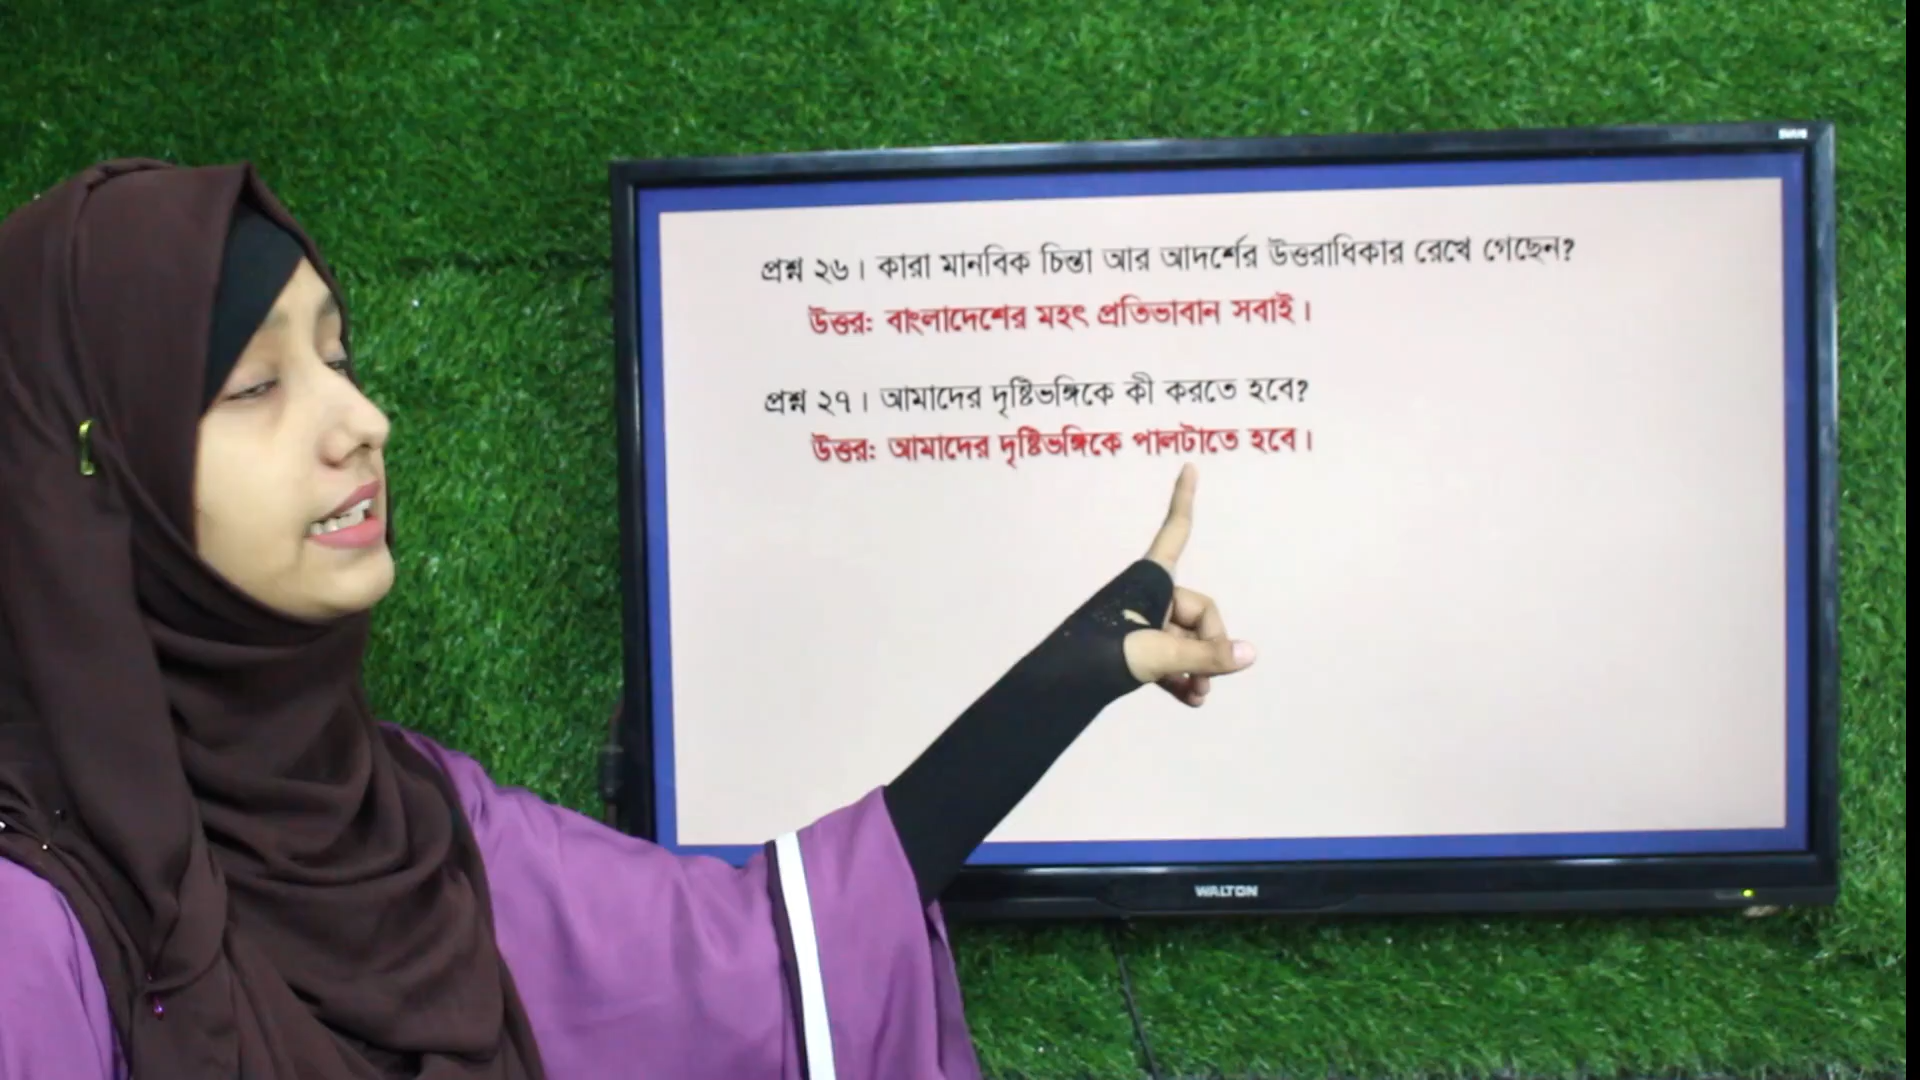 প্রশ্ন ২৬। কারা মানবিক চিন্তা আর আদর্শের উত্তরাধিকার রেখে গেছেন?
উত্তর: বাংলাদেশের মহৎ প্রতিভাবান সবাই।
প্রশ্ন ২৭। আমাদের দৃষ্টিভঙ্গিকে কী করতে হবে?
উত্তর: আমাদের দৃষ্টিভঙ্গিকে পালটাতে হবে।
WALTON